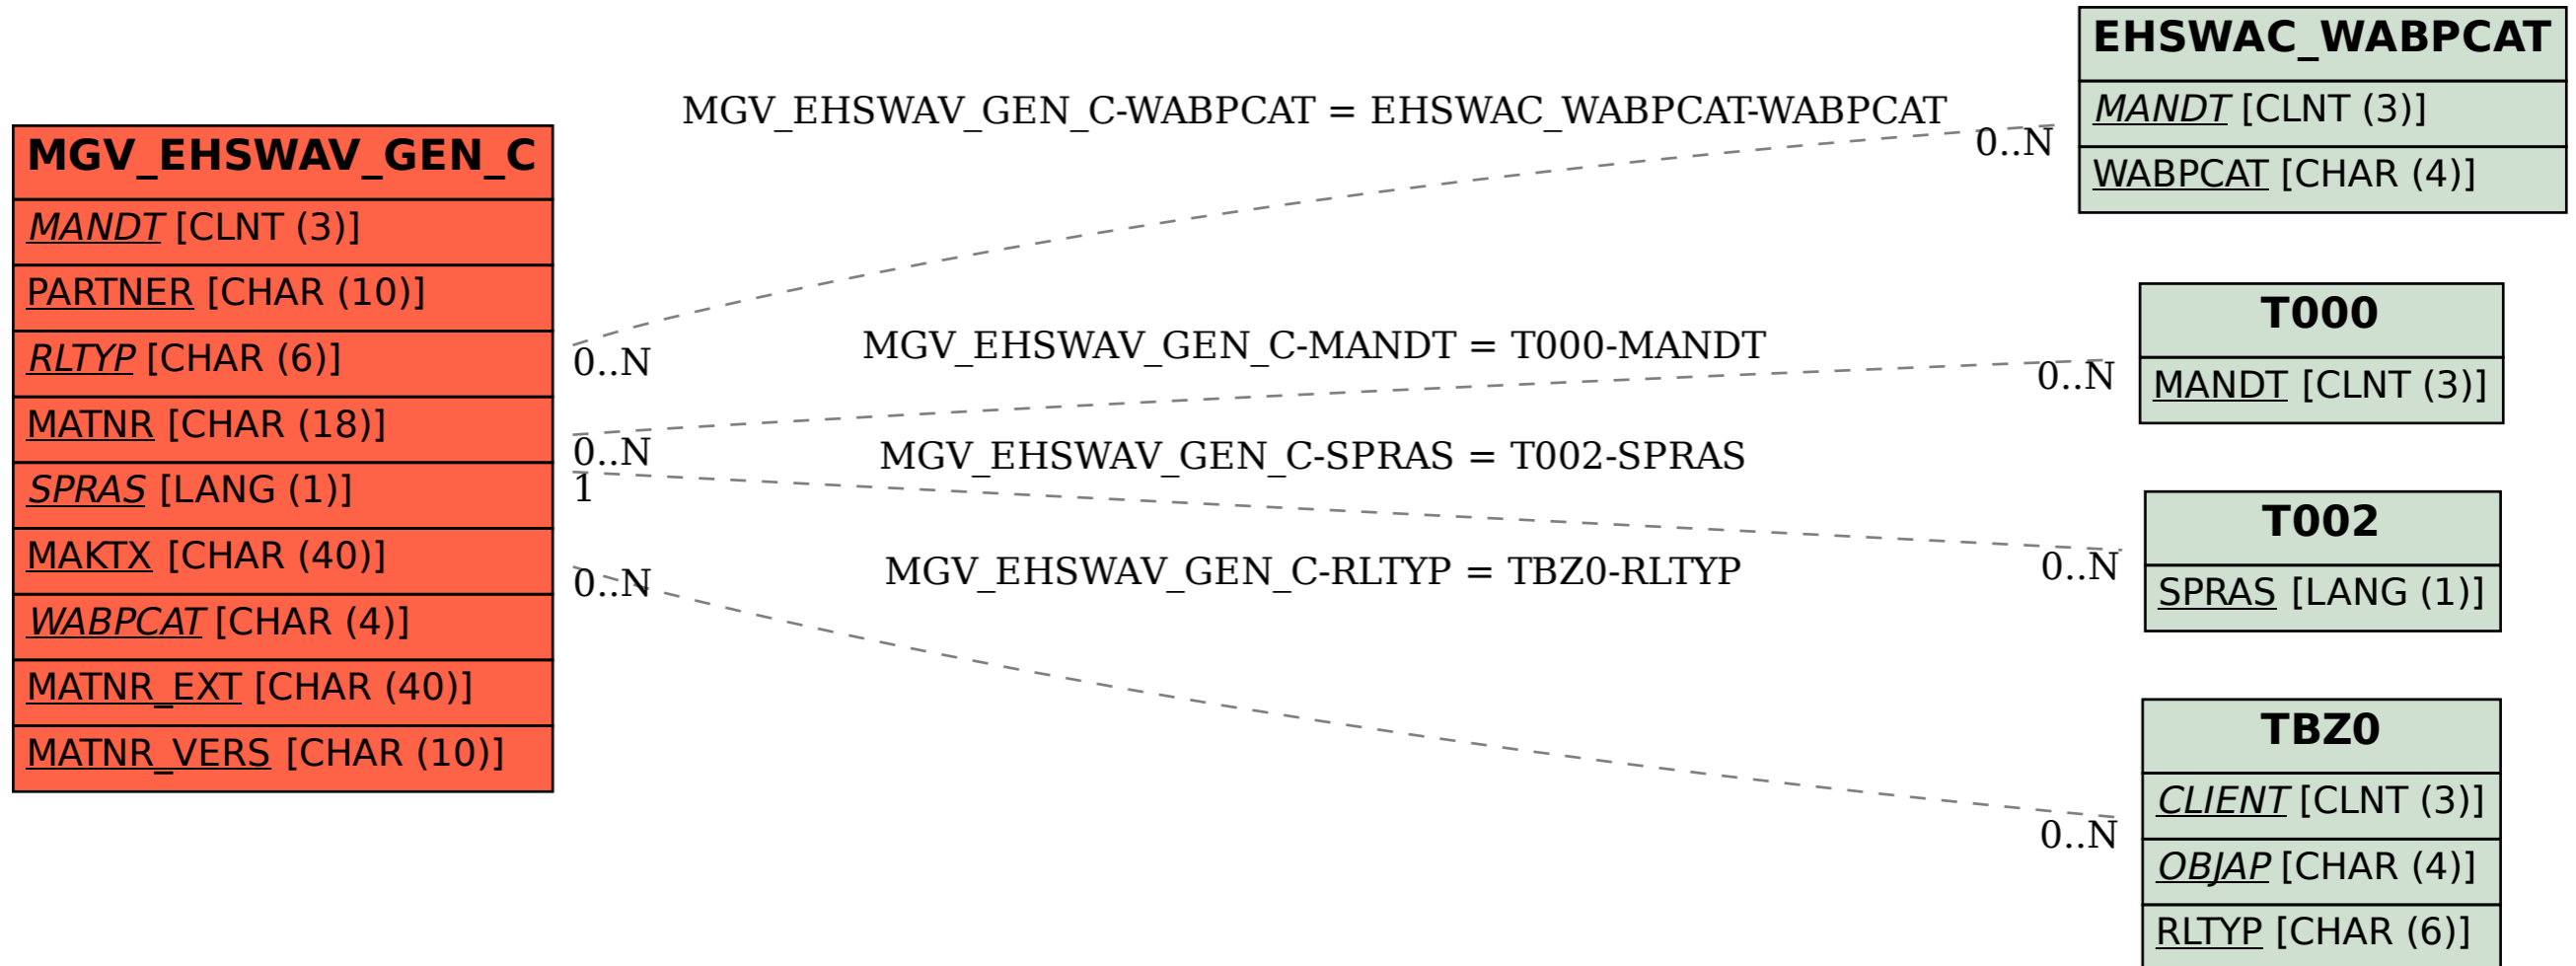 MGV_EHSWAV_GEN_C
MANDT [CLNT (3)]
PARTNER [CHAR (10)]
RLTYP [CHAR (6)]
MATNR [CHAR (18)]
SPRAS [LANG (1)]
MAKTX [CHAR (40)]
WABPCAT [CHAR (4)]
MATNR_EXT [CHAR (40)]
MATNR_VERS [CHAR (10)]
MGV_EHSWAV_GEN_C-WABPCAT = EHSWAC_WABPCAT-WABPCAT
0..N
0..N
MGV_EHSWAV_GEN_C-MANDT = T000-MANDT
0..N
0..N
MGV_EHSWAV_GEN_C-SPRAS = T002-SPRAS
1
0..N
MGV_EHSWAV_GEN_C-RLTYP = TBZ0-RLTYP
0..N
0..N
EHSWAC_WABPCAT
MANDT [CLNT (3)]
WABPCAT [CHAR (4)]
T000
MANDT [CLNT (3)]
T002
SPRAS [LANG (1)]
TBZ0
CLIENT [CLNT (3)]
OBJAP [CHAR (4)]
RLTYP [CHAR (6)]